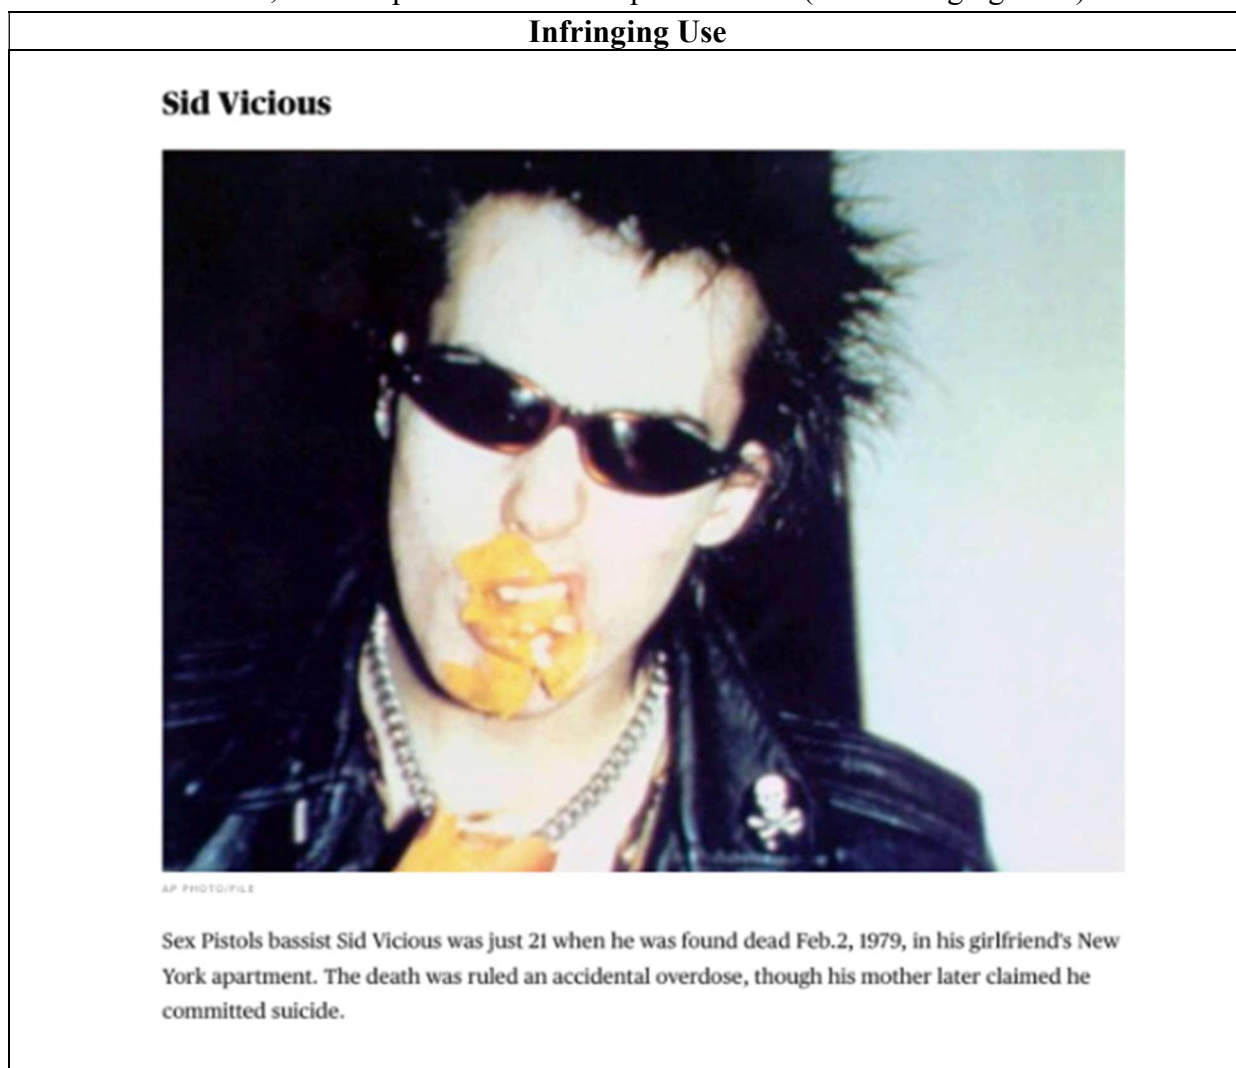 Infringing Use
Sid Vicious
AP PHOTO/FILE
Sex Pistols bassist Sid Vicious was just 21 when he was found dead Feb.2, 1979, in his girlfriend's New
York apartment. The death was ruled an accidental overdose, though his mother later claimed he
committed suicide.